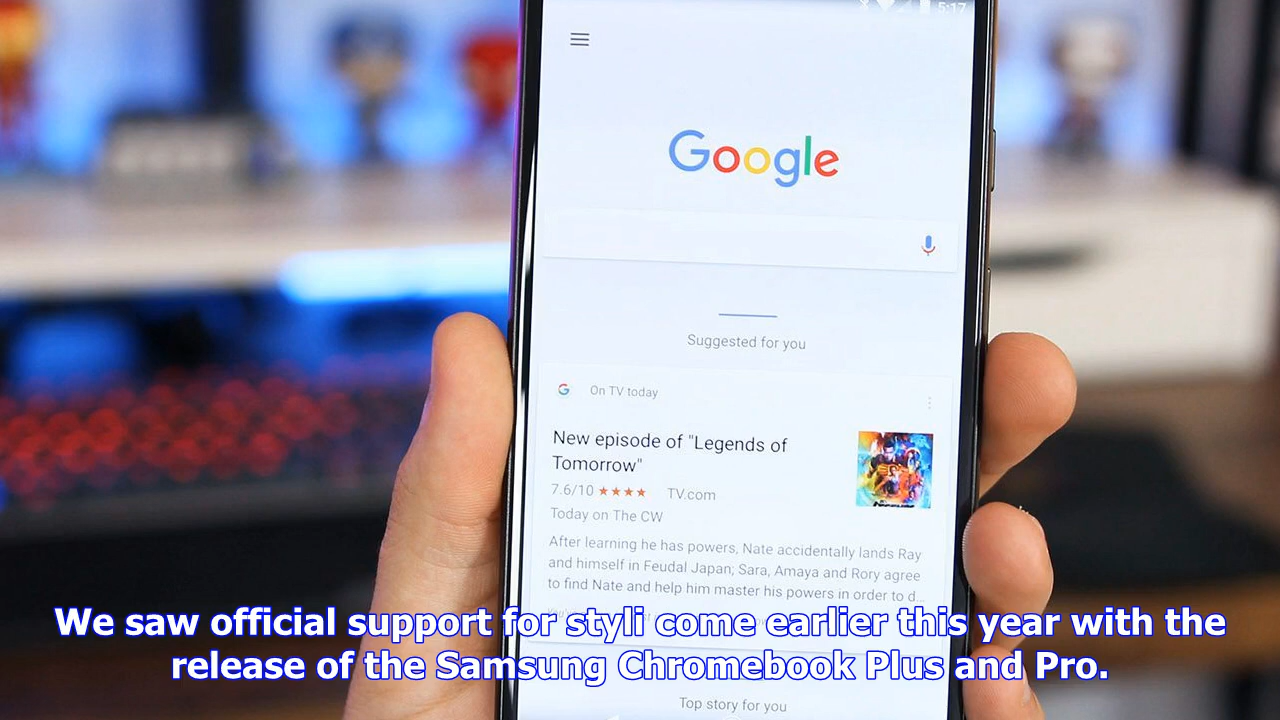 5:17
Google
Suggested for you
On TV today
New episode of "Legends of
Tomorrow"
7.6/10 ★★★★ TV.com
Today on The CW
After learning he has powers, Nate accidentally lands Ray
and himself in Feudal Japan; Sara, Amaya and Rory agree
to find Nate and help him master his powers in order to d...
We saw official support for styli come earlier this year with the
release of the Samsung Chromebook Plus and Pro.
Top story for you